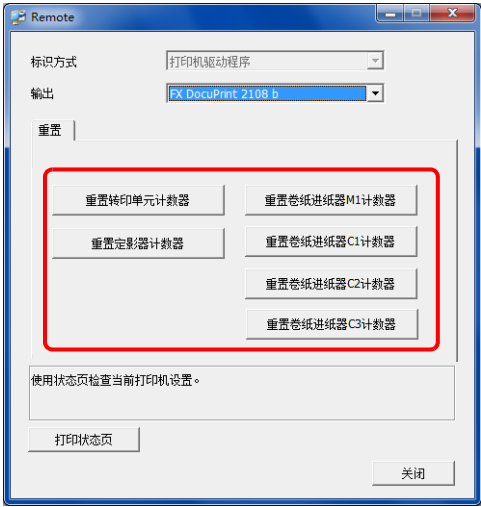 Remote
标识方式
打印机驱动程序
输出
FX DocuPrint 2108 b
重置
重置转印单元计数器
重置卷纸进纸器M1计数器
重置定影器计数器
重置卷纸进纸器C1计数器
重置卷纸进纸器C2计数器
重置卷纸进纸器C3计数器
使用状态页检查当前打印机设置。
打印状态页
关闭